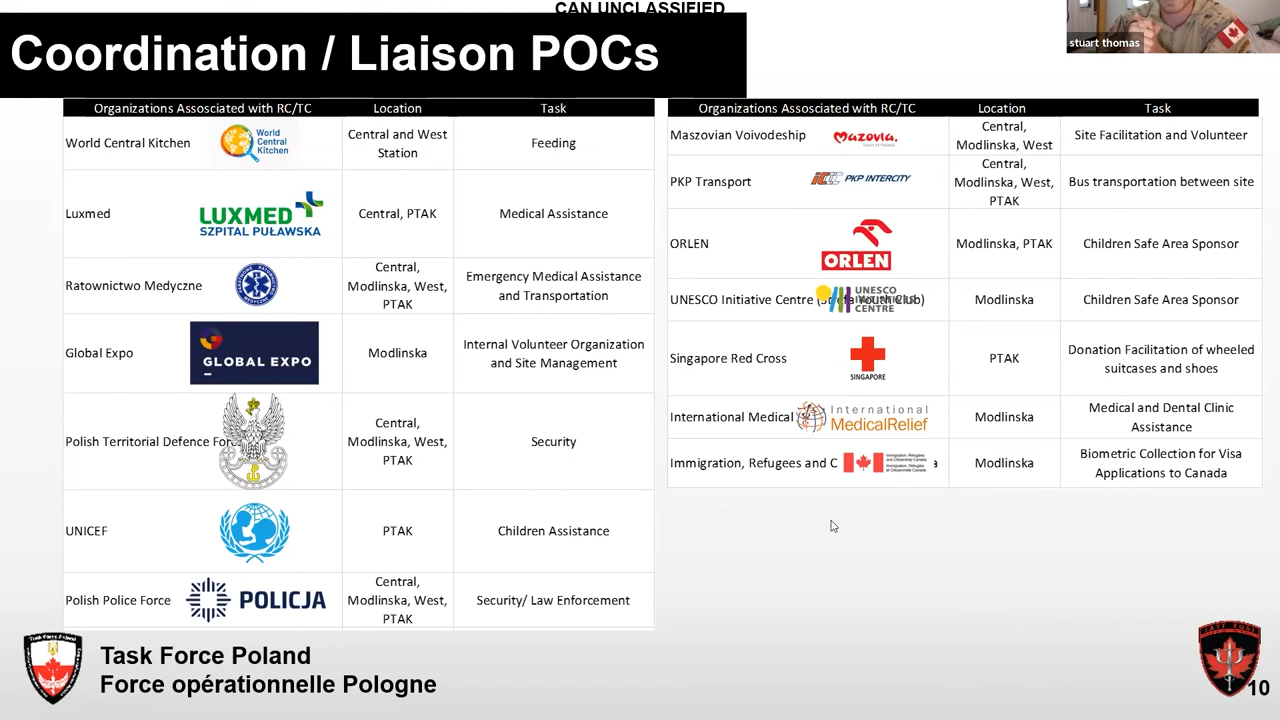 CAN UNCLASSIFIED
Coordination / Liaison POCs
stuart thomas
Organizations Assosciated with RC/TC Location Task
World Central Kitchen World Central Kitchen Central and West Station Feeding
Luxmed LUXMED SZPITAL PUŁAWSKA Central, PTAK Medical Assistance
Ratownictwo Medyczne Central, Modlinska, West, PTAK Emergency Medical Assistance and Transportation
Global Expo GLOBAL EXPO Modlinska Internal Volunteer Organization and Site Management
Polish Territorial Defence Central, Modlinska, West, PTAK Security
UNICEF PTAK Children Assistance
Polish Police Force POLICJA Central, Modlinska, West, PTAK Security/ Law Enforcement
Organizations Assosciated with RC/TC Location Task
Maszovian Voivodeship mazovia. heart of Poland Central, Modlinska, West Site Facilitation and Volunteer
PKP Transport PKP INTERCITY Central, Modlinska, West, PTAK Bus transportation between site
ORLEN ORLEN Modlinska, PTAK Children Safe Area Sponsor
UNESCO Initiative Centre UNESCO INITIATIVES CENTRE Modlinska Children Safe Area Sponsor
Singapore Red Cross SINGAPORE PTAK Donation Facilitation of wheeled suitcases and shoes
International Medical International MedicalRelief Modlinska Medical and Dental Clinic Assistance
Immigration, Refugees and C Modlinska Biometric Collection for Visa Applications to Canada
Task Force Poland
Force opérationnelle Pologne
10